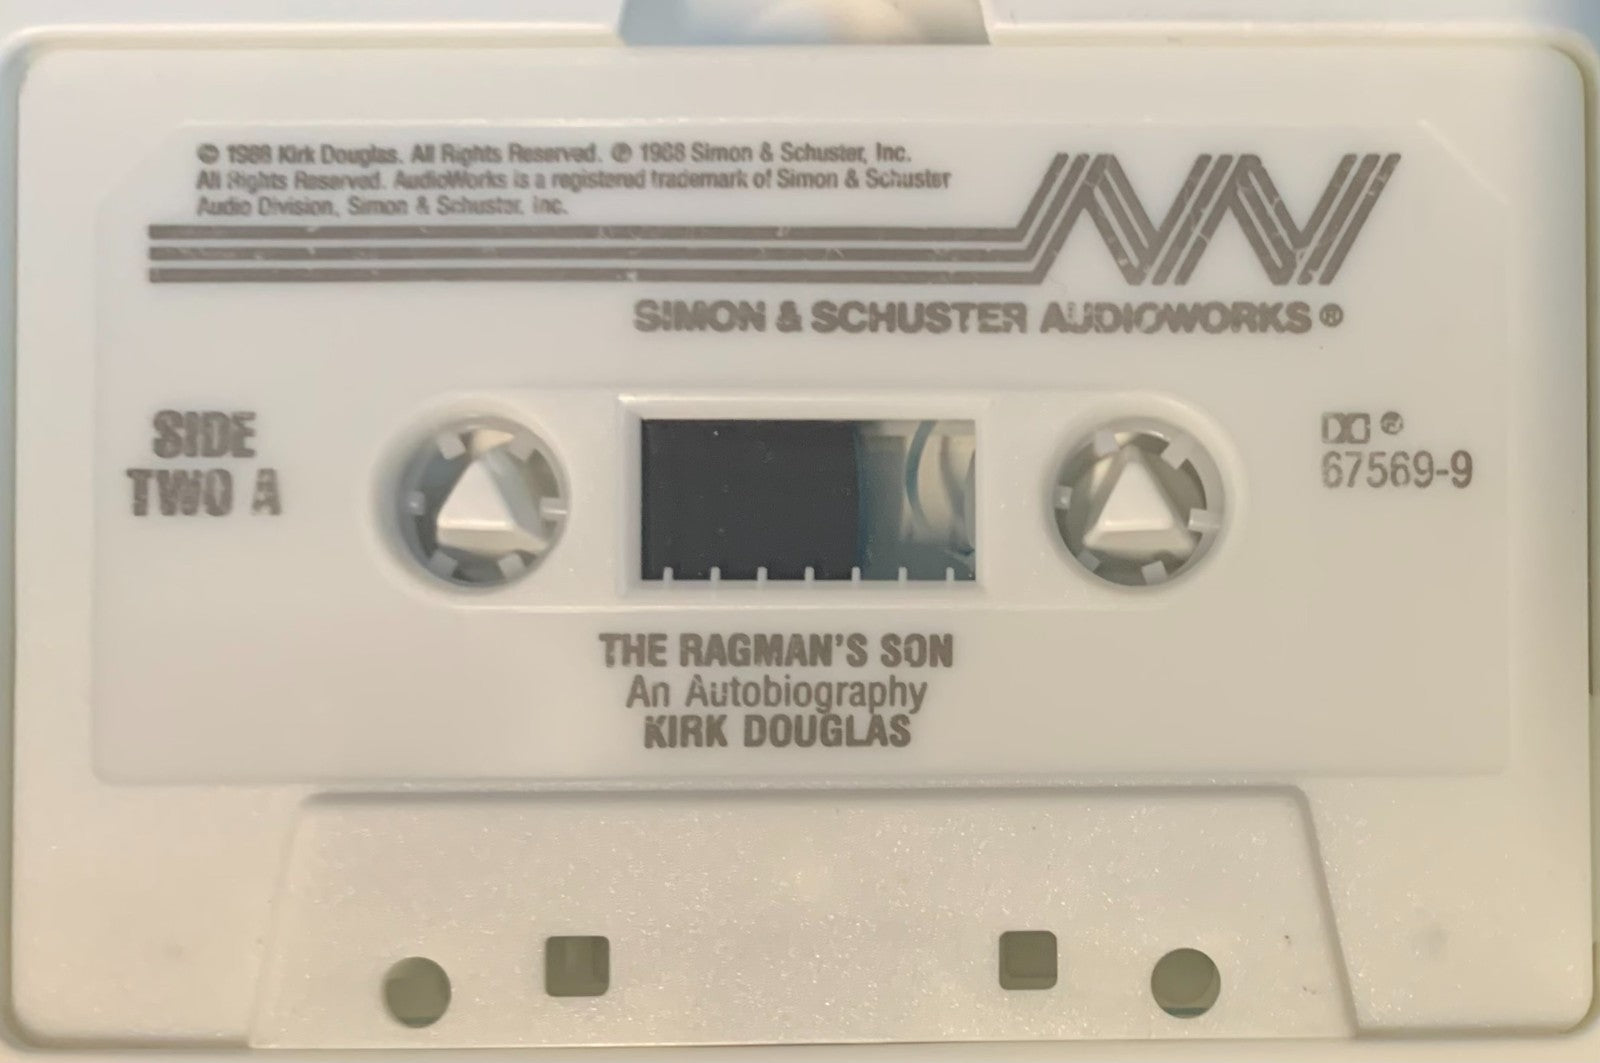 © 1988 Kirk Douglas. All Rights Reserved. ℗ 1988 Simon & Schuster, Inc.
All Rights Reserved. AudioWorks is a registered trademark of Simon & Schuster
Audio Division, Simon & Schuster, Inc.
SIMON & SCHUSTER AUDIOWORKS®
SIDE
TWO A
67569-9
THE RAGMAN'S SON
An Autobiography
KIRK DOUGLAS